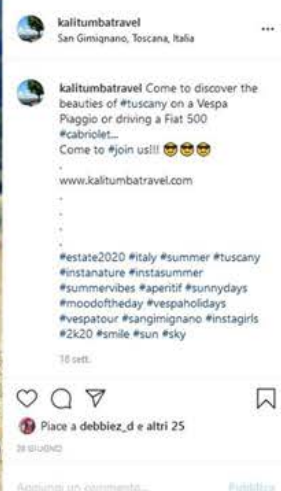 kalitumbatravel
San Gimignano, Toscana, Italia
kalitumbatravel Come to discover the
beauties of #tuscany on a Vespa
Piaggio or driving a Fiat 500
#cabriolet...
Come to #join us!!! 😎😎😎
.
www.kalitumbatravel.com
.
.
.
.
#estate2020 #italy #summer #tuscany
#instanature #instasummer
#summervibes #aperitif #sunnydays
#moodoftheday #vespaholidays
#vespatour #sangimignano #instagirls
#2k20 #smile #sun #sky
18 sett.
Piace a debbiez_d e altri 25
28 GIUGNO
Aggiungi un commento...
Pubblica